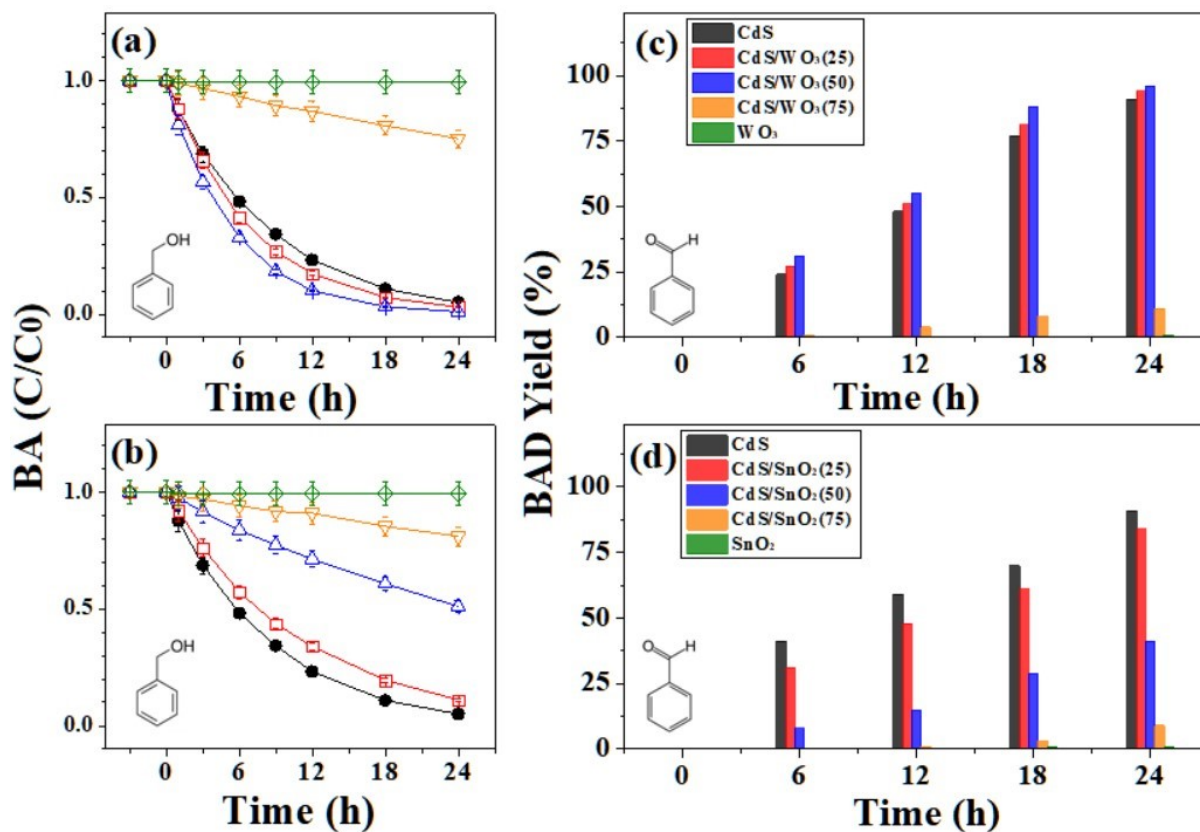 (a)
1.0
0.5
0.0
OH
0 6 12 18 24
Time (h)
(b)
1.0
0.5
0.0
OH
0 6 12 18 24
Time (h)
BA (C/C0)
(c)
CdS
CdS/WO₃(25)
CdS/WO₃(50)
CdS/WO₃(75)
WO₃
100
75
50
25
0
O H
0 6 12 18 24
Time (h)
(d)
CdS
CdS/SnO₂(25)
CdS/SnO₂(50)
CdS/SnO₂(75)
SnO₂
100
75
50
25
0
O H
0 6 12 18 24
Time (h)
BAD Yield (%)